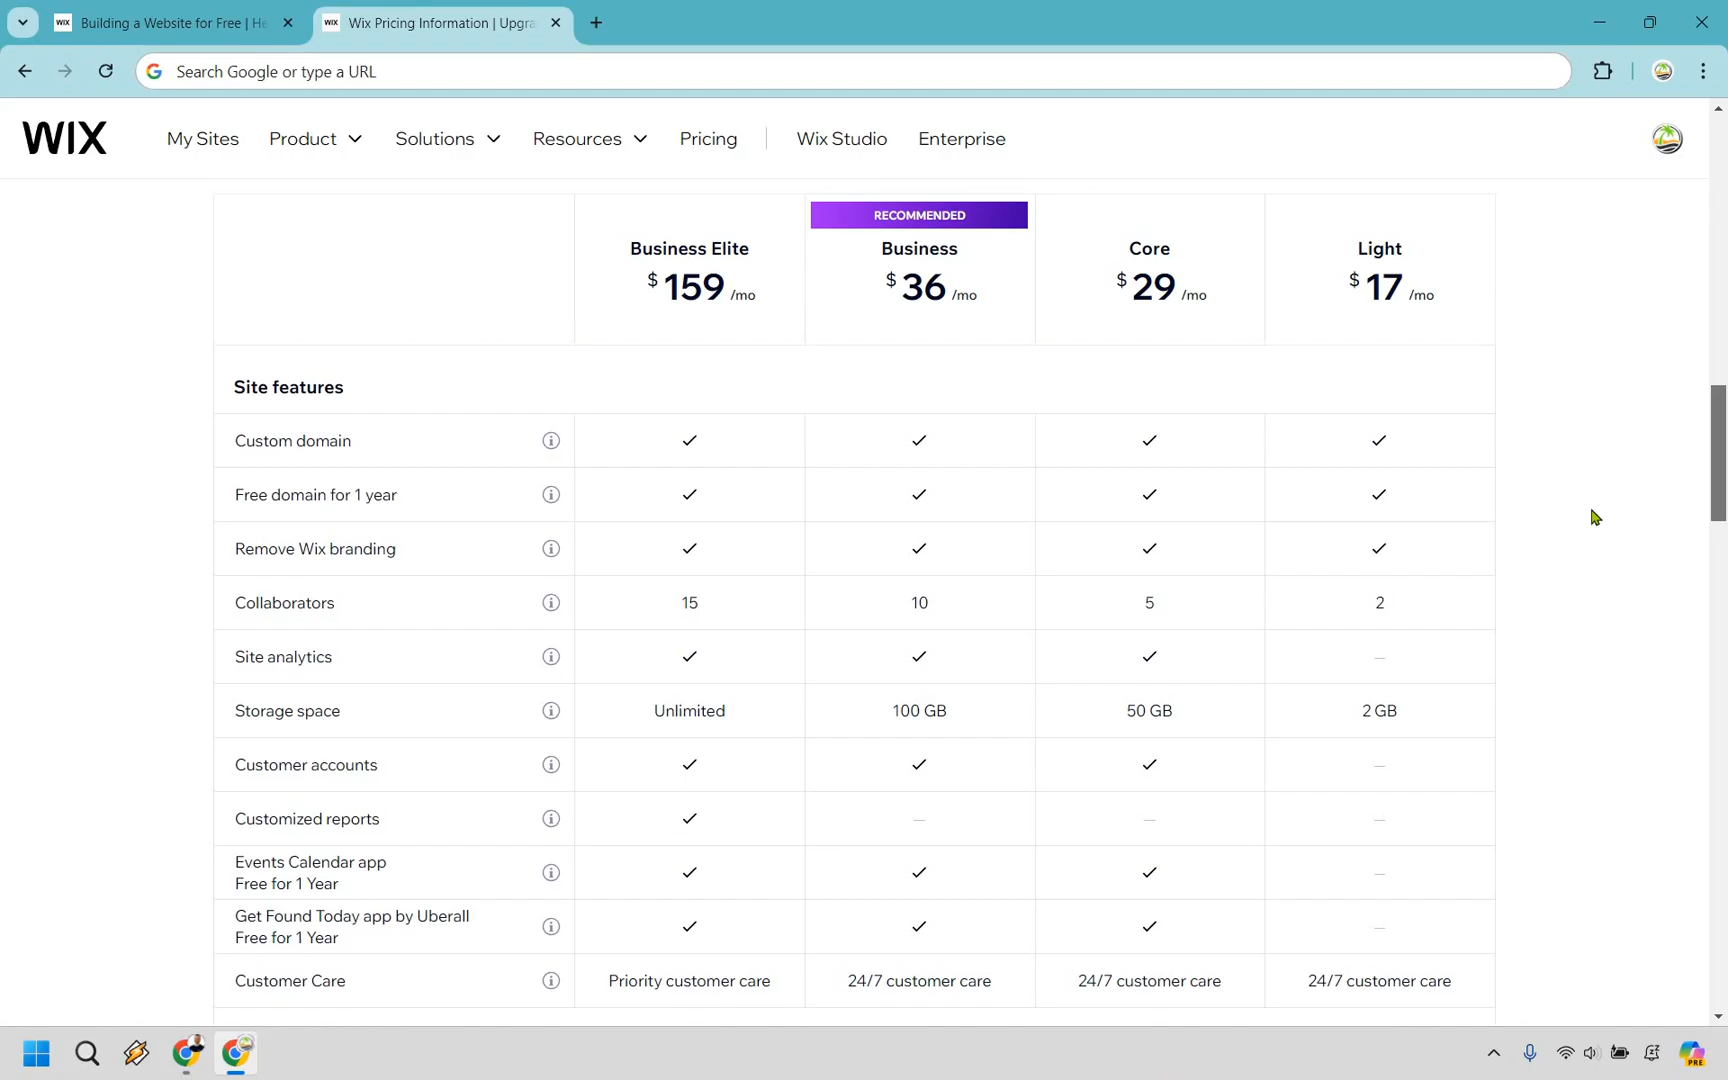 WIX Building a Website for Free | He
WIX Wix Pricing Information | Upgra
Search Google or type a URL
WIX My Sites Product Solutions Resources Pricing Wix Studio Enterprise
RECOMMENDED
Business Elite Business Core Light
$ 159 /mo $ 36 /mo $ 29 /mo $ 17 /mo
Site features
Custom domain
Free domain for 1 year
Remove Wix branding
Collaborators 15 10 5 2
Site analytics
Storage space Unlimited 100 GB 50 GB 2 GB
Customer accounts
Customized reports
Events Calendar app
Free for 1 Year
Get Found Today app by Uberall
Free for 1 Year
Customer Care Priority customer care 24/7 customer care 24/7 customer care 24/7 customer care
PRE